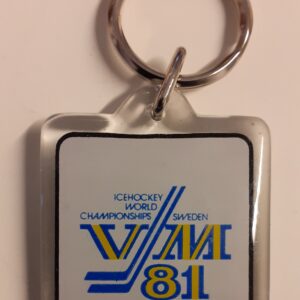 ICEHOCKEY
WORLD
CHAMPIONSHIPS SWEDEN
VM
81